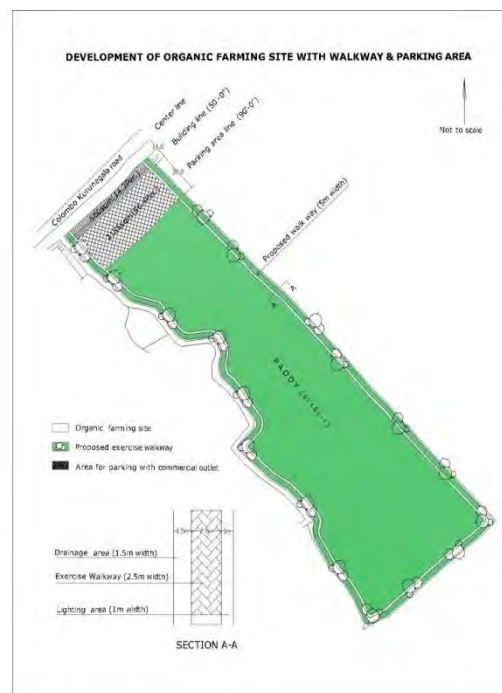 DEVELOPMENT OF ORGANIC FARMING SITE WITH WALKWAY & PARKING AREA
Center line
Building line (50'-0")
Parking area line (90'-0")
Not to scale
Colombo Kurunegala road
Proposed walk way (5m width)
A
A
PADDY
Organic farming site
Proposed exercise walkway
Area for parking with commercial outlet
Drainage area (1.5m width)
Exercise Walkway (2.5m width)
Lighting area (1m width)
SECTION A-A